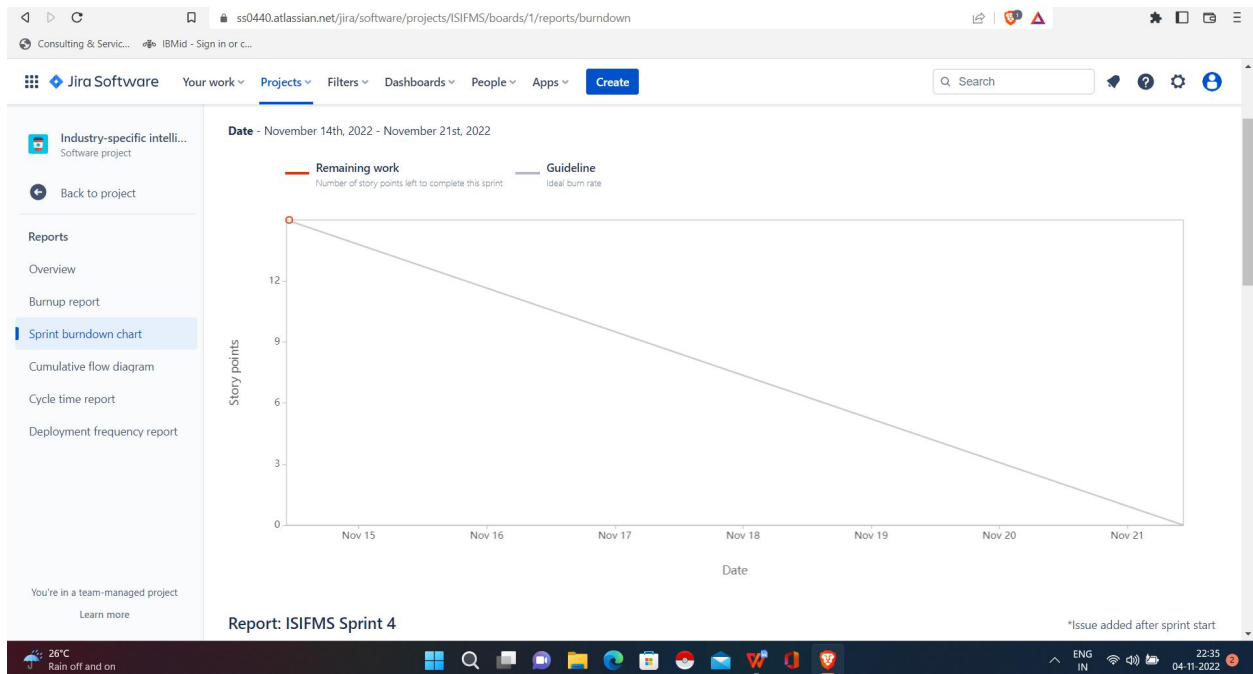 ss0440.atlassian.net/jira/software/projects/ISIFMS/boards/1/reports/burndown
Consulting & Servic... IBMid - Sign in or c...
Jira Software Your work Projects Filters Dashboards People Apps Create Search
Industry-specific intelli...
Software project
Back to project
Reports
Overview
Burnup report
Sprint burndown chart
Cumulative flow diagram
Cycle time report
Deployment frequency report
You're in a team-managed project
Learn more
Date - November 14th, 2022 - November 21st, 2022
Remaining work Guideline
Number of story points left to complete this sprint Ideal burn rate
Story points
12
9
6
3
0
Nov 15 Nov 16 Nov 17 Nov 18 Nov 19 Nov 20 Nov 21
Date
Report: ISIFMS Sprint 4 *Issue added after sprint start
26°C
Rain off and on
ENG
IN
22:35
04-11-2022
2